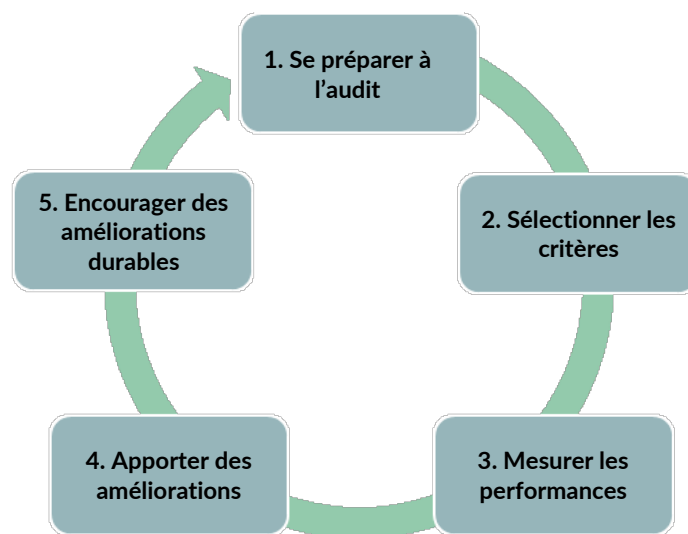 1. Se préparer à
l’audit
2. Sélectionner les
critères
3. Mesurer les
performances
4. Apporter des
améliorations
5. Encourager des
améliorations
durables